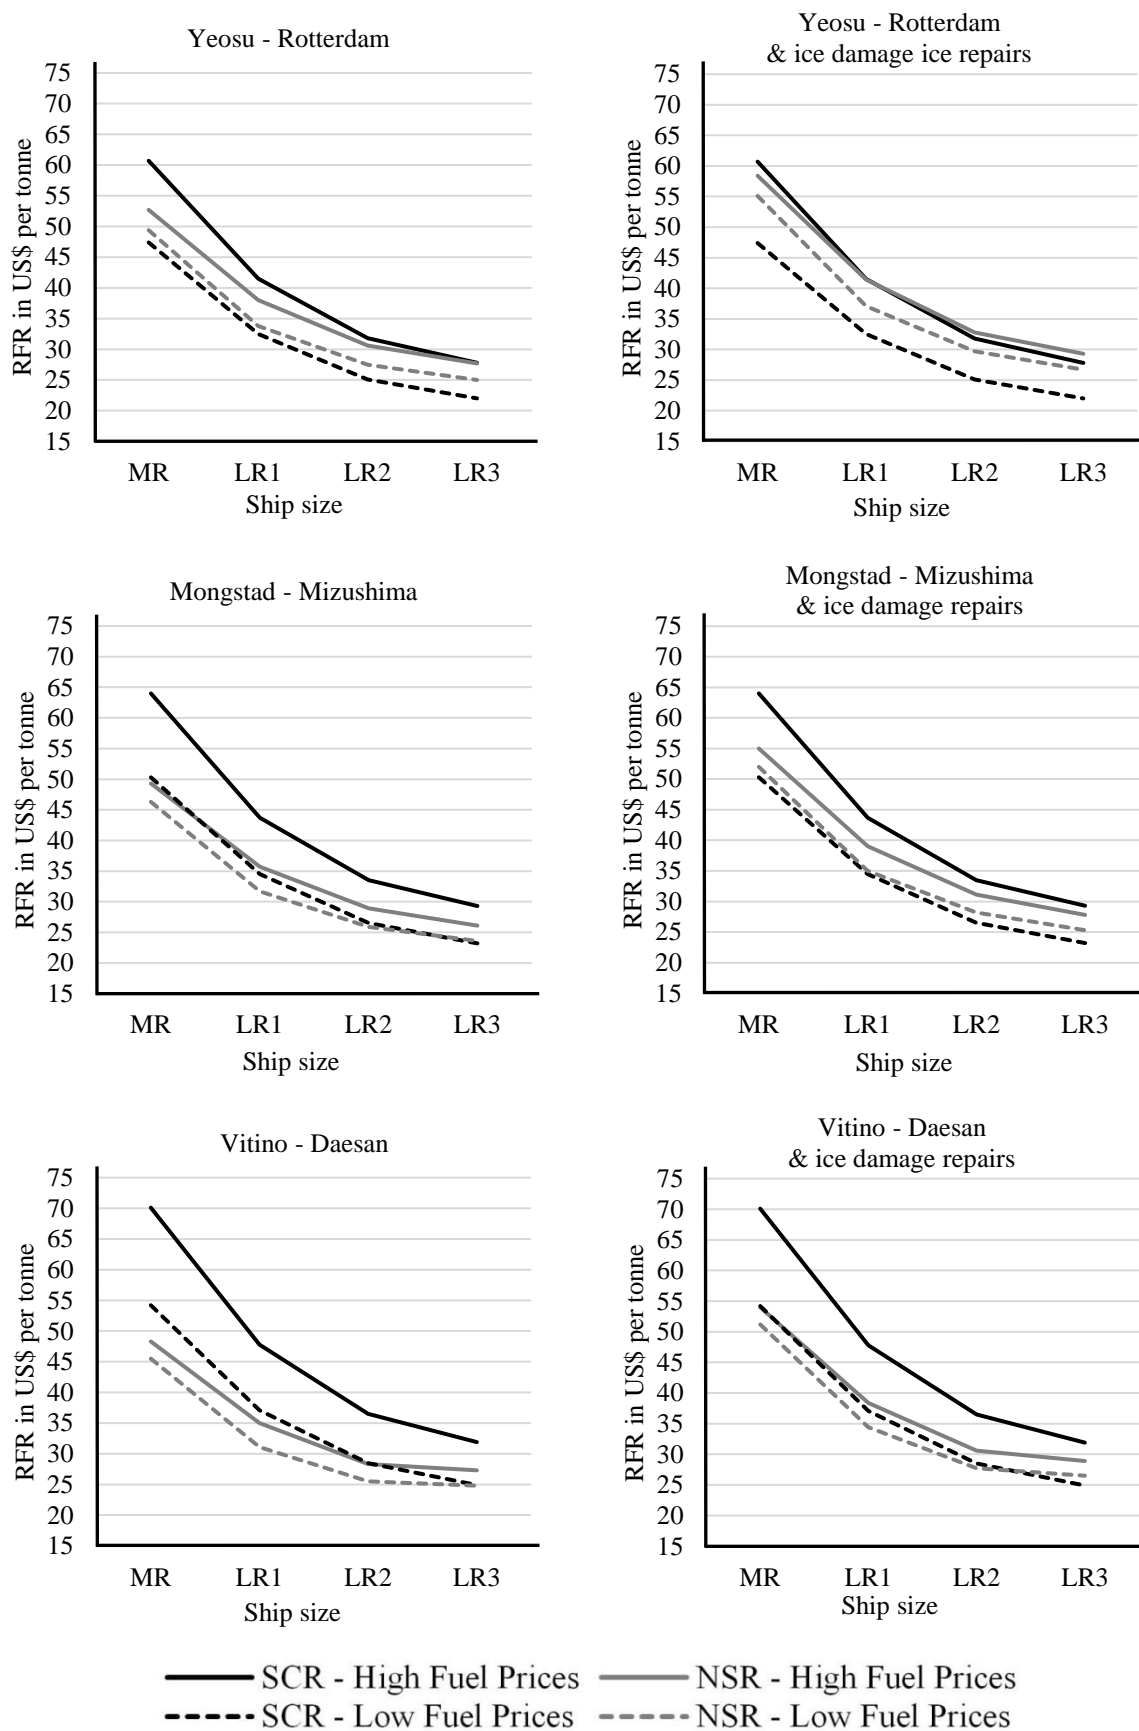 Yeosu - Rotterdam
75
70
65
60
55
50
45
40
35
30
25
20
15
RFR in US$ per tonne
MR LR1 LR2 LR3
Ship size
Yeosu - Rotterdam
& ice damage ice repairs
75
70
65
60
55
50
45
40
35
30
25
20
15
RFR in US$ per tonne
MR LR1 LR2 LR3
Ship size
Mongstad - Mizushima
75
70
65
60
55
50
45
40
35
30
25
20
15
RFR in US$ per tonne
MR LR1 LR2 LR3
Ship size
Mongstad - Mizushima
& ice damage repairs
75
70
65
60
55
50
45
40
35
30
25
20
15
RFR in US$ per tonne
MR LR1 LR2 LR3
Ship size
Vitino - Daesan
75
70
65
60
55
50
45
40
35
30
25
20
15
RFR in US$ per tonne
MR LR1 LR2 LR3
Ship size
Vitino - Daesan
& ice damage repairs
75
70
65
60
55
50
45
40
35
30
25
20
15
RFR in US$ per tonne
MR LR1 LR2 LR3
Ship size
SCR - High Fuel Prices NSR - High Fuel Prices
SCR - Low Fuel Prices NSR - Low Fuel Prices